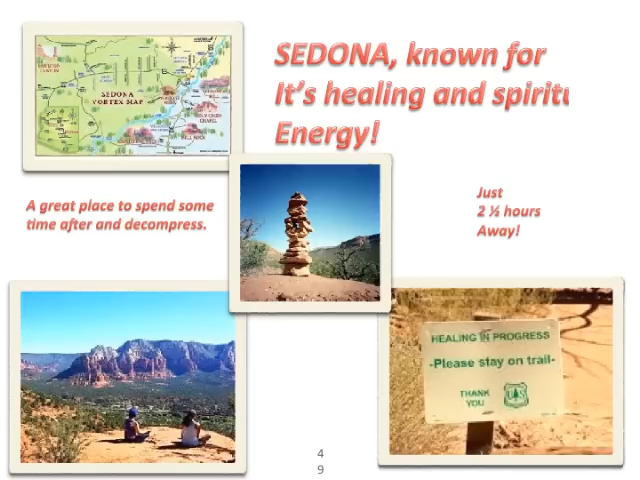 SEDONA, known for
It's healing and spiritu
Energy!
SEDONA
VORTEX MAP
A great place to spend some
time after and decompress.
Just
2 ½ hours
Away!
HEALING IN PROGRESS
-Please stay on trail-
THANK
YOU
U S
4
9